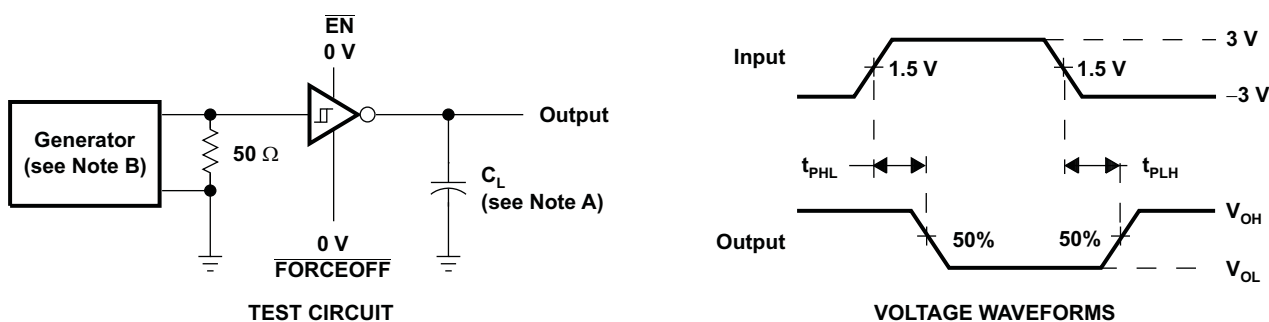 EN
0 V
Generator
(see Note B)
50 Ω
Output
C_L
(see Note A)
0 V
FORCEOFF
TEST CIRCUIT
Input
1.5 V
1.5 V
3 V
–3 V
t_PHL
t_PLH
Output
50%
50%
V_OH
V_OL
VOLTAGE WAVEFORMS